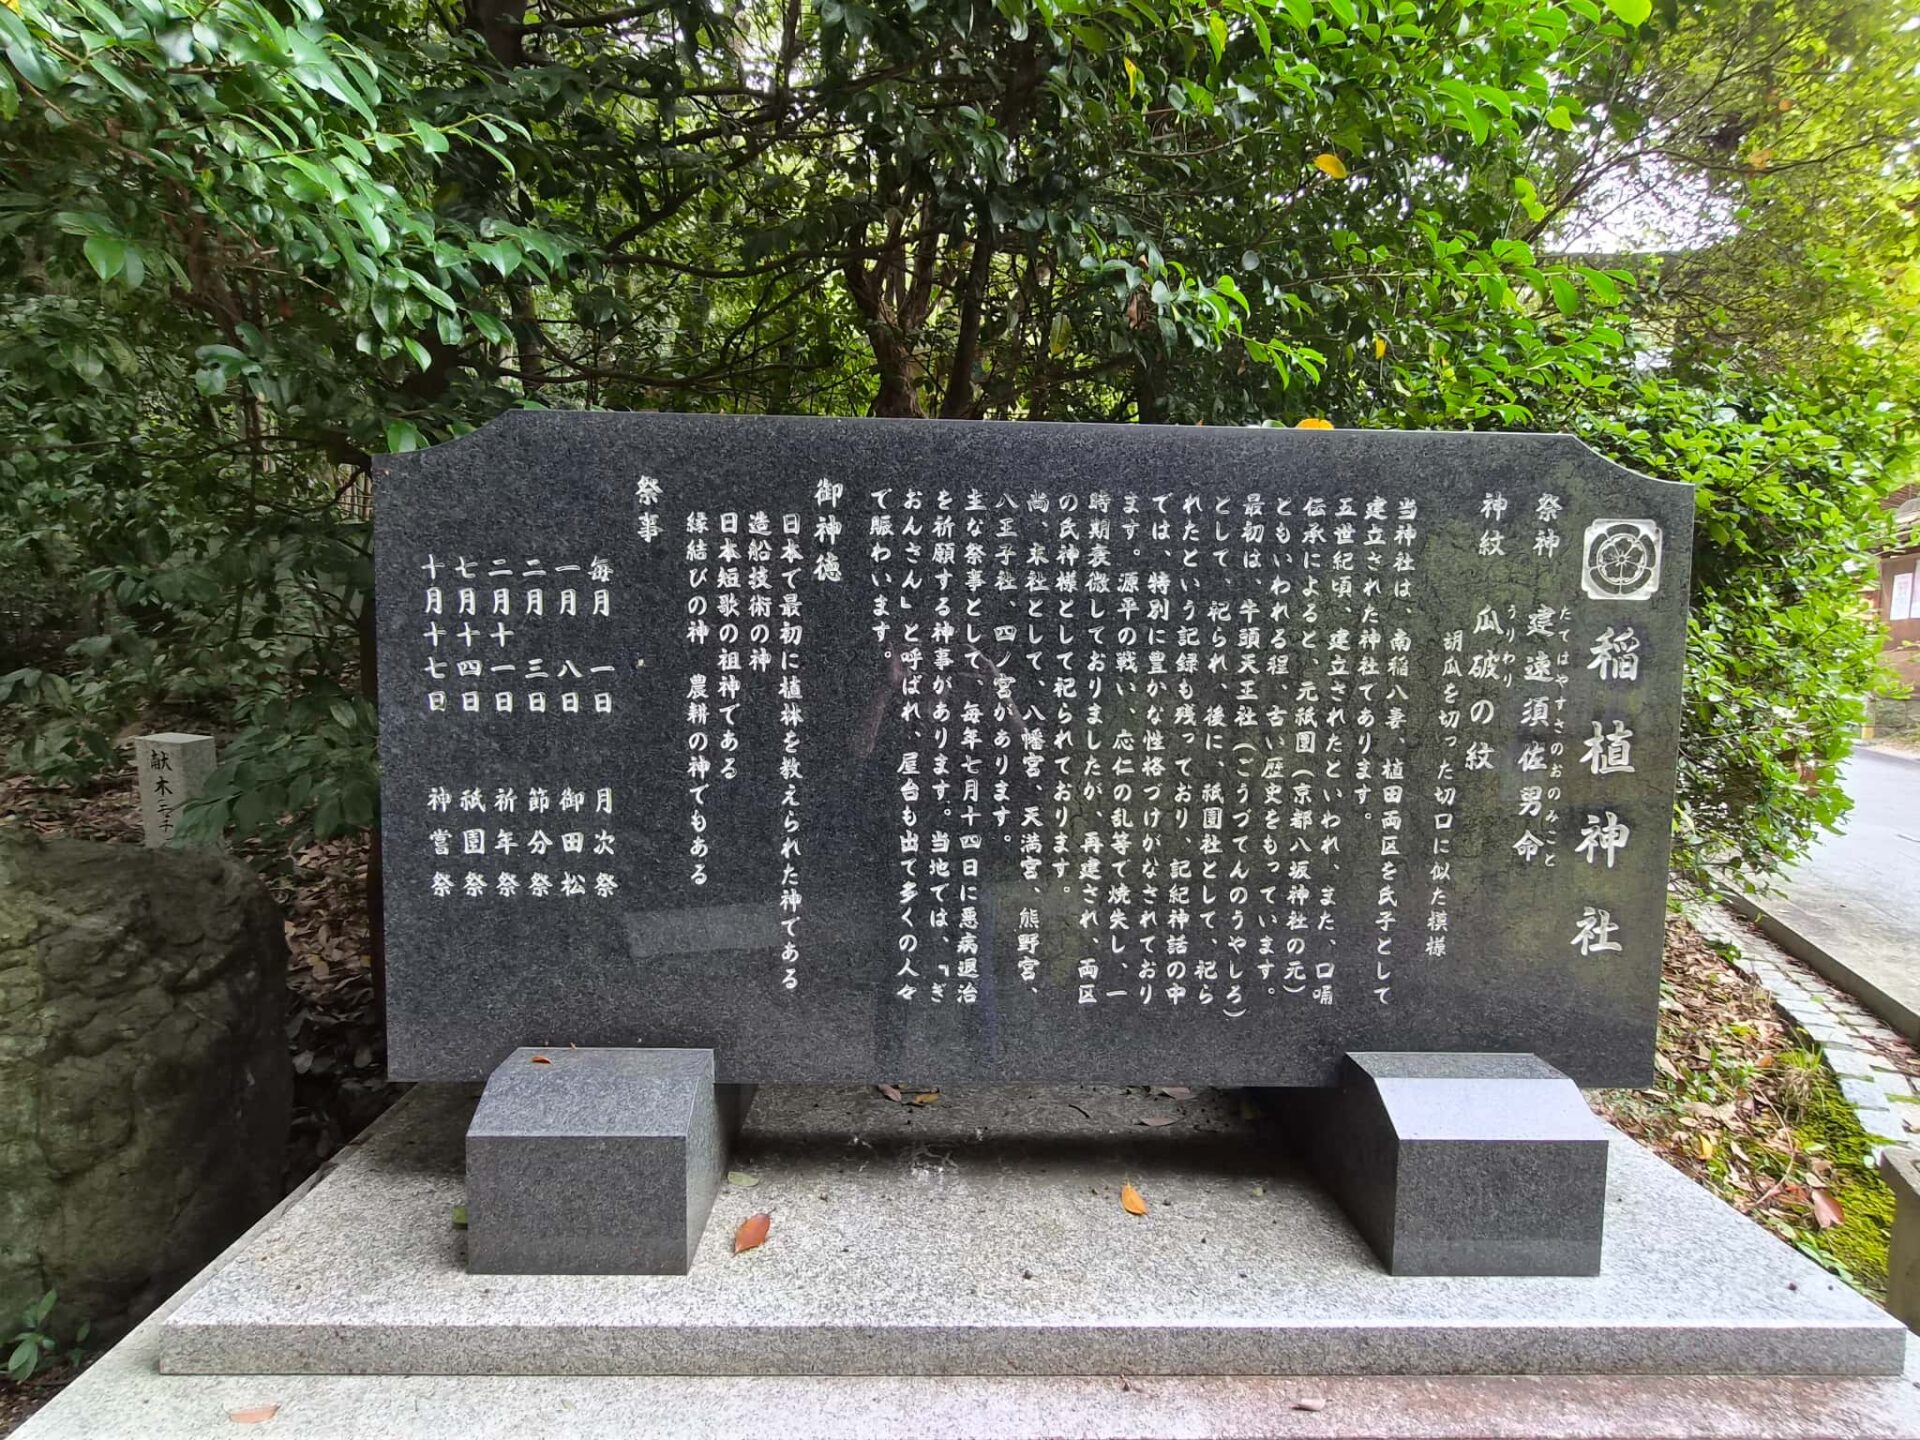 稲植神社
祭神　建速須佐男命
たてはやすさのおのみこと
神紋　瓜破の紋
うりわり
胡瓜を切った切口に似た模様
当神社は、南稲八妻、植田両区を氏子として
建立された神社であります。
五世紀頃、建立されたといわれ、また、口誦
伝承によると、元祇園（京都八坂神社の元）
ともいわれる程、古い歴史をもっています。
最初は、牛頭天王社（ごうづてんのうやしろ）
として、祀られ、後に、祇園社として、祀ら
れたという記録も残っており、記紀神話の中
では、特別に豊かな性格づけがなされており
ます。源平の戦い、応仁の乱等で焼失し、一
時期衰微しておりましたが、再建され、両区
の氏神様として祀られております。
尚、末社として、八幡宮、天満宮、熊野宮、
八王子社、四ノ宮があります。
主な祭事として、毎年七月十四日に悪病退治
を祈願する神事があります。当地では、「ぎ
おんさん」と呼ばれ、屋台も出て多くの人々
で賑わいます。
御神徳
日本で最初に植林を教えられた神である
造船技術の神
日本短歌の祖神である
縁結びの神　農耕の神でもある
祭事
毎月　一日　月次祭
一月　八日　御田松
二月　三日　節分祭
二月十一日　祈年祭
七月十四日　祇園祭
十月十七日　神嘗祭
献木